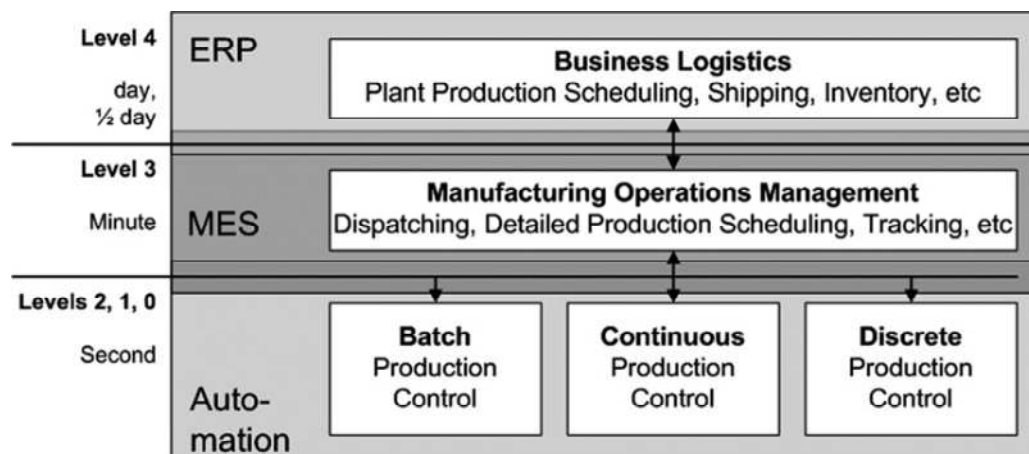 Level 4
day,
½ day
ERP
Business Logistics
Plant Production Scheduling, Shipping, Inventory, etc
Level 3
Minute
MES
Manufacturing Operations Management
Dispatching, Detailed Production Scheduling, Tracking, etc
Levels 2, 1, 0
Second
Auto-
mation
Batch
Production
Control
Continuous
Production
Control
Discrete
Production
Control